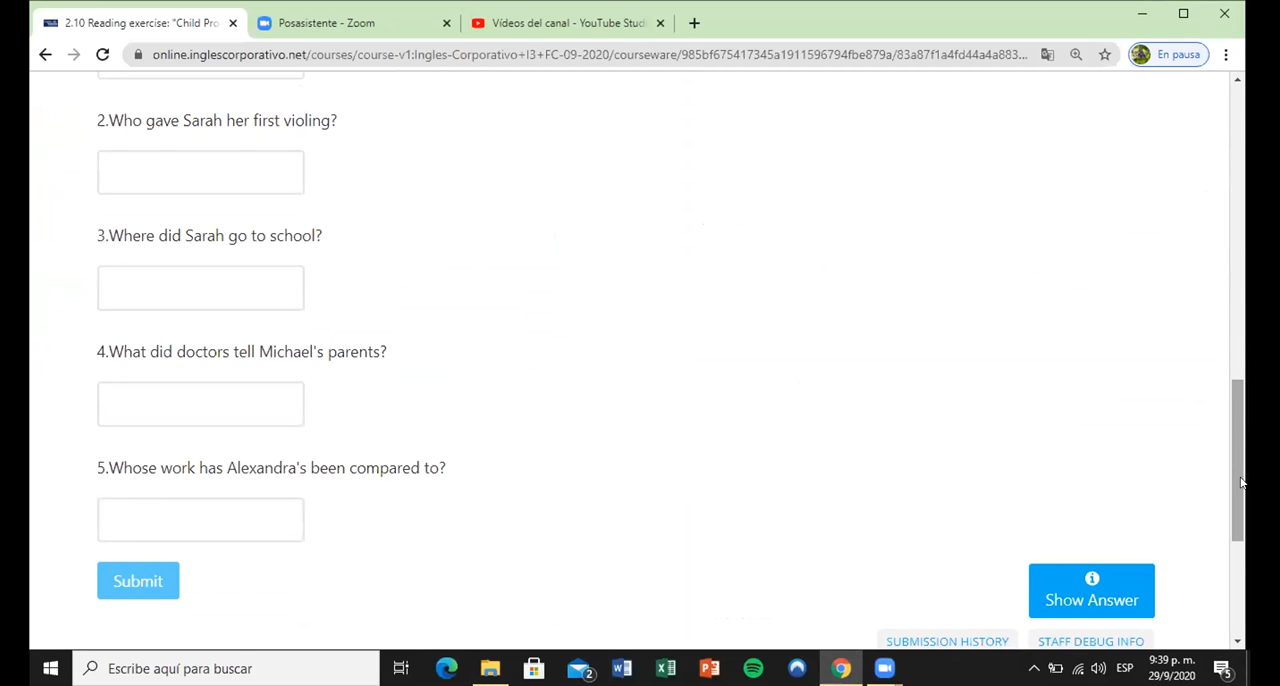 2.10 Reading exercise: "Child Pro
Posasistente - Zoom
Vídeos del canal - YouTube Studi
online.inglescorporativo.net/courses/course-v1:Ingles-Corporativo+I3+FC-09-2020/courseware/985bf675417345a1911596794fbe879a/83a87f1a4fd44a4a883...
En pausa
2.Who gave Sarah her first violing?
3.Where did Sarah go to school?
4.What did doctors tell Michael's parents?
5.Whose work has Alexandra's been compared to?
Submit
Show Answer
SUBMISSION HISTORY
STAFF DEBUG INFO
Escribe aquí para buscar
2
ESP
9:39 p. m.
29/9/2020
5